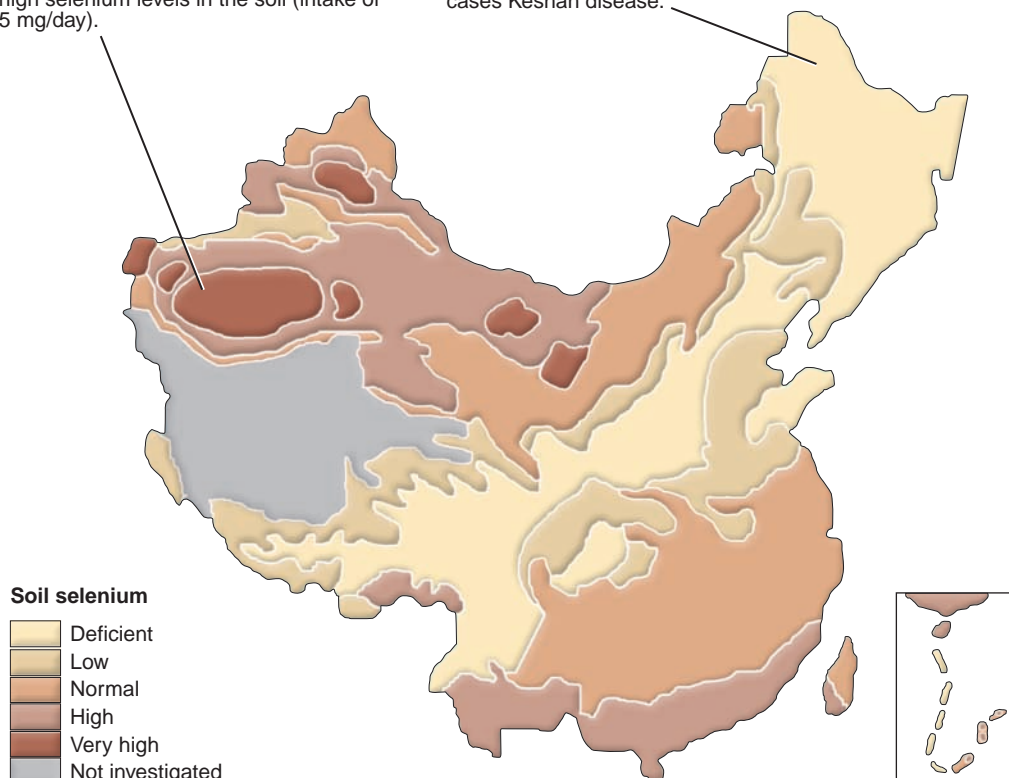 high selenium levels in the soil (intake of
5 mg/day).
cases Keshan disease.
Soil selenium
Deficient
Low
Normal
High
Very high
Not investigated